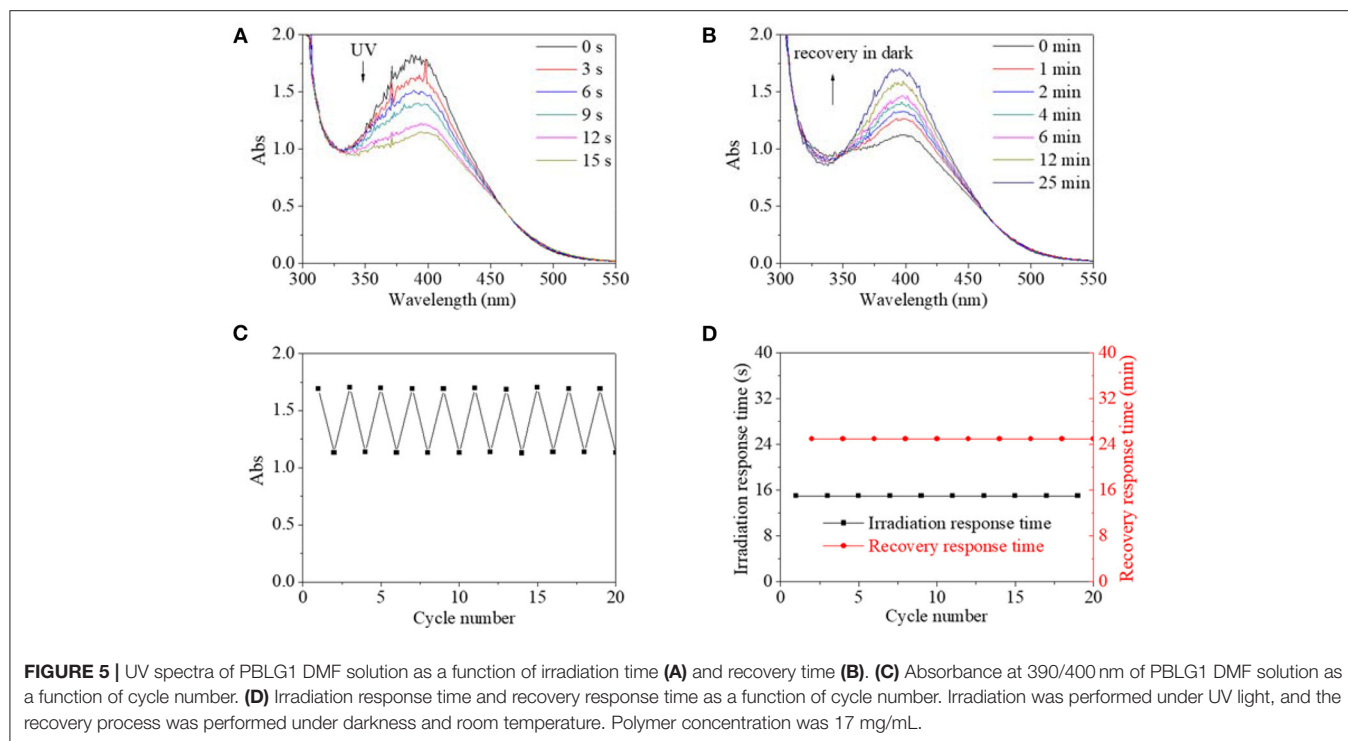 A
UV
0 s
3 s
6 s
9 s
12 s
15 s
2.0
1.5
1.0
0.5
0.0
Abs
300 350 400 450 500 550
Wavelength (nm)
B
recovery in dark
0 min
1 min
2 min
4 min
6 min
12 min
25 min
2.0
1.5
1.0
0.5
0.0
Abs
300 350 400 450 500 550
Wavelength (nm)
C
2.0
1.5
1.0
0.5
0.0
Abs
0 5 10 15 20
Cycle number
D
40
32
24
16
8
0
Irradiation response time (s)
Irradiation response time
Recovery response time
40
32
24
16
8
0
Recovery response time (min)
0 5 10 15 20
Cycle number
FIGURE 5 | UV spectra of PBLG1 DMF solution as a function of irradiation time (A) and recovery time (B). (C) Absorbance at 390/400 nm of PBLG1 DMF solution as
a function of cycle number. (D) Irradiation response time and recovery response time as a function of cycle number. Irradiation was performed under UV light, and the
recovery process was performed under darkness and room temperature. Polymer concentration was 17 mg/mL.